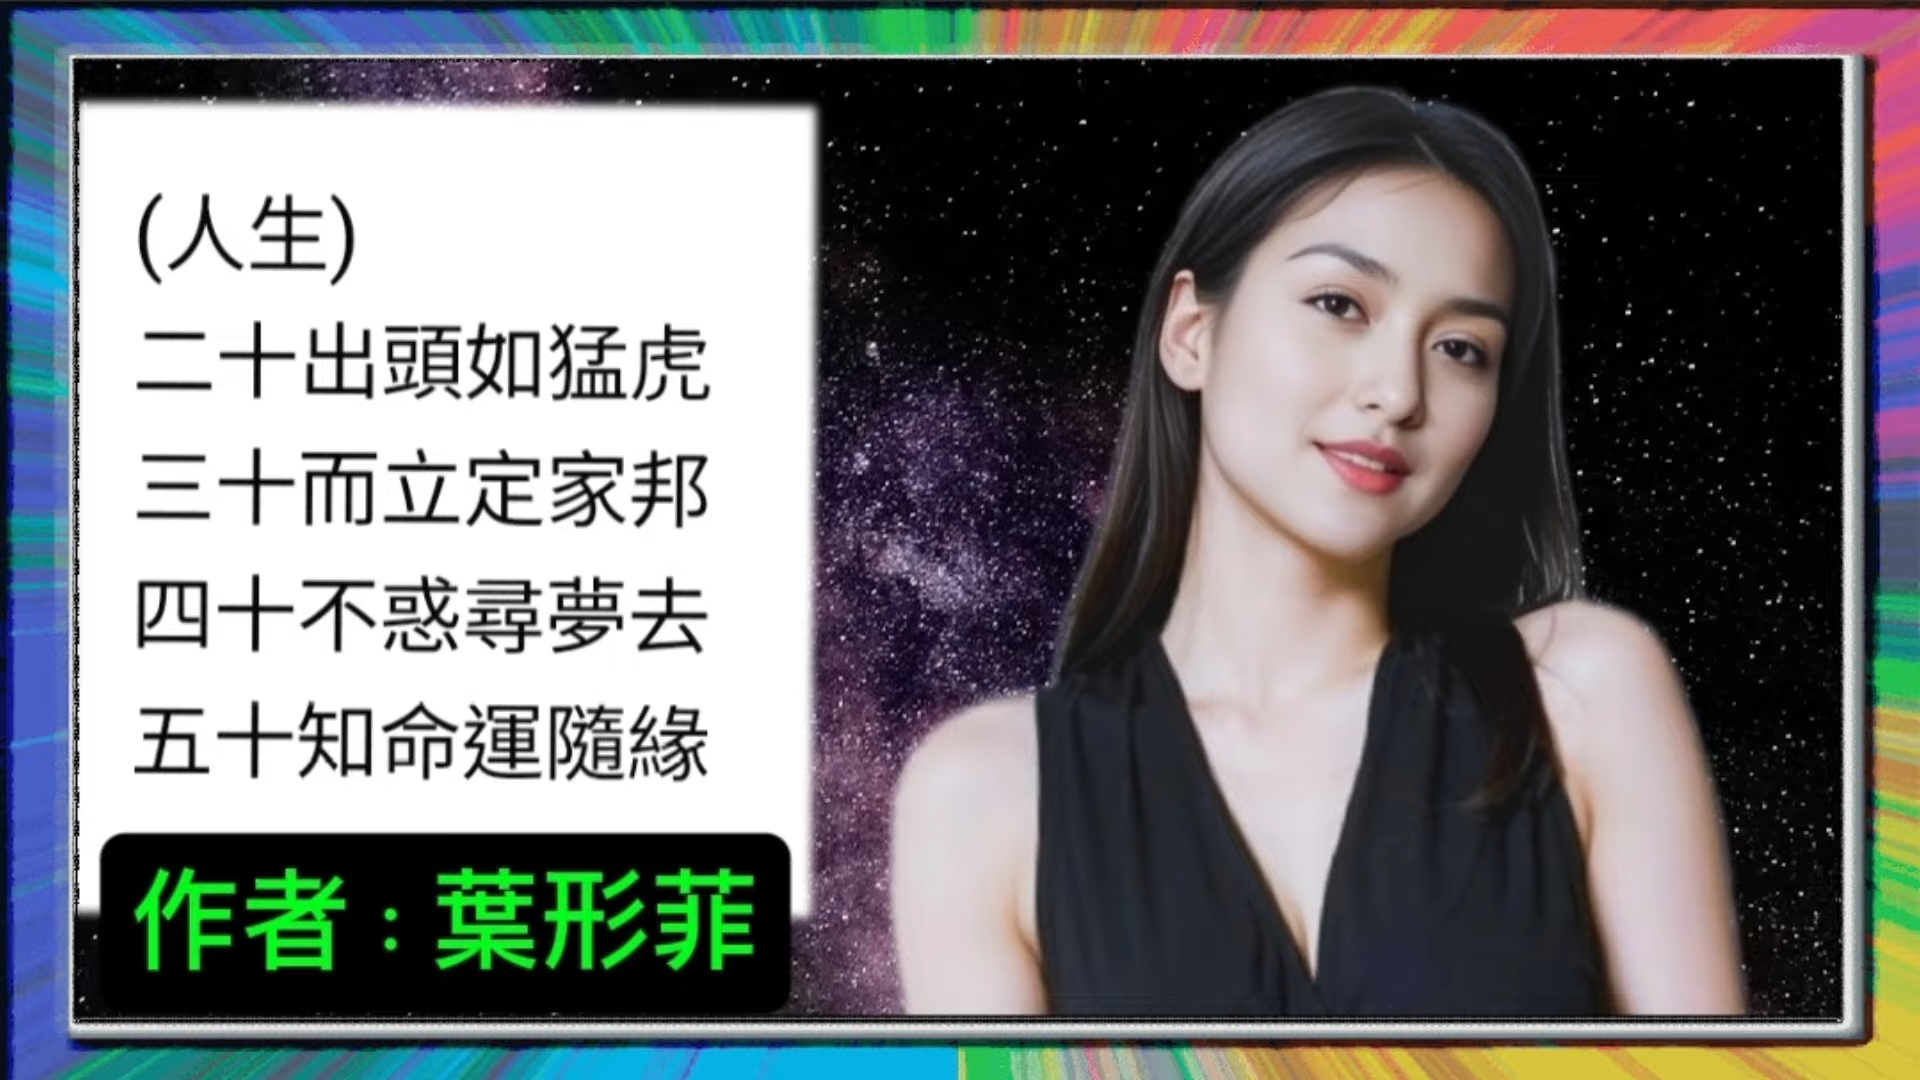 (人生)
二十出頭如猛虎
三十而立定家邦
四十不惑尋夢去
五十知命運隨緣
作者:葉形菲